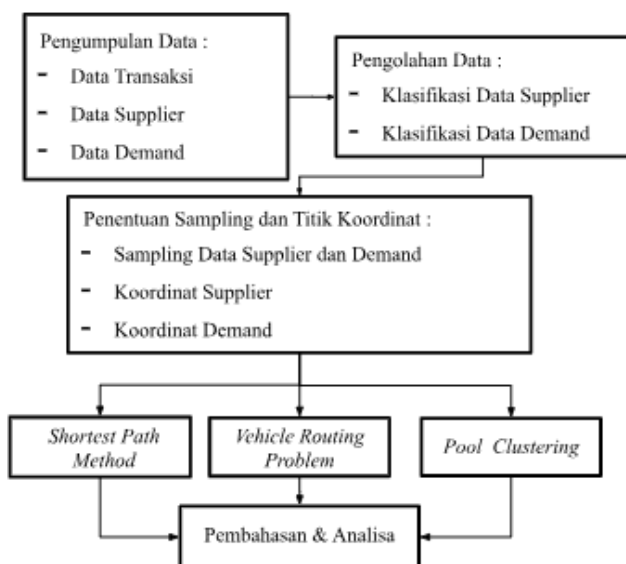 Pengumpulan Data :
- Data Transaksi
- Data Supplier
- Data Demand
Pengolahan Data :
- Klasifikasi Data Supplier
- Klasifikasi Data Demand
Penentuan Sampling dan Titik Koordinat :
- Sampling Data Supplier dan Demand
- Koordinat Supplier
- Koordinat Demand
Shortest Path
Method
Vehicle Routing
Problem
Pool Clustering
Pembahasan & Analisa